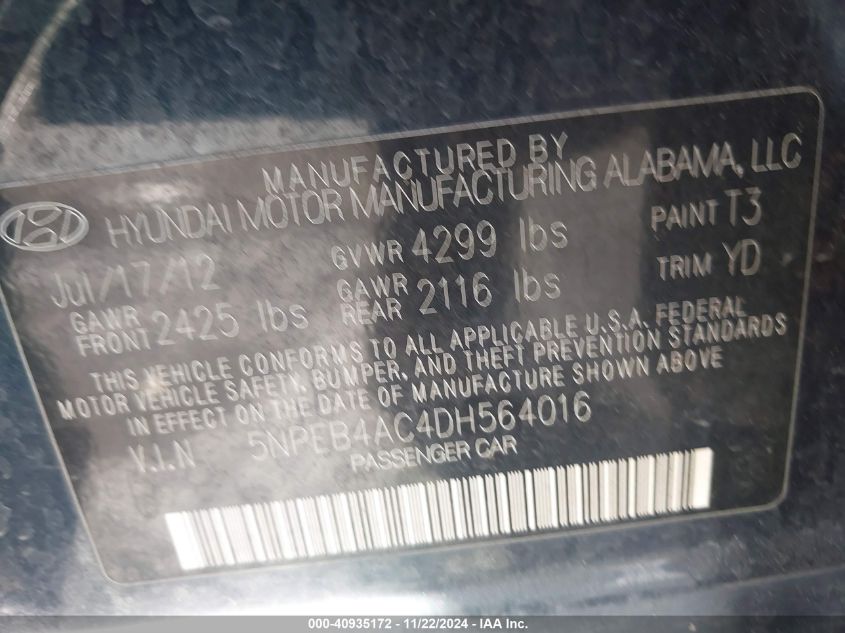 MANUFACTURED BY
HYUNDAI MOTOR MANUFACTURING ALABAMA, LLC
Jul/17/12 GVWR 4299 lbs PAINT T3
GAWR FRONT 2425 lbs GAWR REAR 2116 lbs TRIM YD
THIS VEHICLE CONFORMS TO ALL APPLICABLE U.S.A. FEDERAL
MOTOR VEHICLE SAFETY, BUMPER, AND THEFT PREVENTION STANDARDS
IN EFFECT ON THE DATE OF MANUFACTURE SHOWN ABOVE
V.I.N 5NPEB4AC4DH564016
PASSENGER CAR
000-40935172 - 11/22/2024 - IAA Inc.